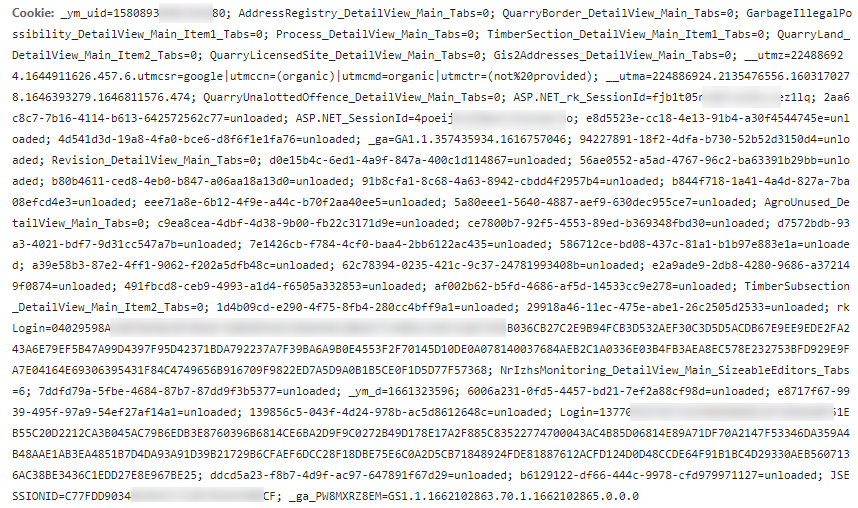 Cookie: _ym_uid=1580893 80; AddressRegistry_DetailView_Main_Tabs=0; QuarryBorder_DetailView_Main_Tabs=0; GarbageIllegalPo
ssibility_DetailView_Main_Item1_Tabs=0; Process_DetailView_Main_Tabs=0; TimberSection_DetailView_Main_Item1_Tabs=0; QuarryLand_
DetailView_Main_Item2_Tabs=0; QuarryLicensedSite_DetailView_Main_Tabs=0; Gis2Addresses_DetailView_Main_Tabs=0; __utmz=22488692
4.1644911626.457.6.utmcsr=google|utmccn=(organic)|utmcmd=organic|utmctr=(not%20provided); __utma=224886924.2135476556.160317027
8.1646393279.1646811576.474; QuarryUnalottedOffence_DetailView_Main_Tabs=0; ASP.NET_rk_SessionId=fjb1t05 ez1lq; 2aa6
c8c7-7b16-4114-b613-642572562c77=unloaded; ASP.NET_SessionId=4poeij o; e8d5523e-cc18-4e13-91b4-a30f4544745e=unl
oaded; 4d541d3d-19a8-4fa0-bce6-d8f6f1e1fa76=unloaded; _ga=GA1.1.357435934.1616757046; 94227891-18f2-4dfa-b730-52b52d3150d4=unlo
aded; Revision_DetailView_Main_Tabs=0; d0e15b4c-6ed1-4a9f-847a-400c1d114867=unloaded; 56ae0552-a5ad-4767-96c2-ba63391b29bb=unlo
aded; b80b4611-ced8-4eb0-b847-a06aa18a13d0=unloaded; 91b8cfa1-8c68-4a63-8942-cbdd4f2957b4=unloaded; b844f718-1a41-4a4d-827a-7ba
08efcd4e3=unloaded; eee71a8e-6b12-4f9e-a44c-b70f2aa40ee5=unloaded; 5a80eee1-5640-4887-aef9-630dec955ce7=unloaded; AgroUnused_De
tailView_Main_Tabs=0; c9ea8cea-4dbf-4d38-9b00-fb22c3171d9e=unloaded; ce7800b7-92f5-4553-89ed-b369348fbd30=unloaded; d7572bdb-93
a3-4021-bdf7-9d31cc547a7b=unloaded; 7e1426cb-f784-4cf0-baa4-2bb6122ac435=unloaded; 586712ce-bd08-437c-81a1-b1b97e883e1a=unloade
d; a39e58b3-87e2-4ff1-9062-f202a5dfb48c=unloaded; 62c78394-0235-421c-9c37-24781993408b=unloaded; e2a9ade9-2db8-4280-9686-a37214
9f0874=unloaded; 491fbcd8-ceb9-4993-a1d4-f6505a332853=unloaded; af002b62-b5fd-4686-af5d-14533cc9e278=unloaded; TimberSubsection
_DetailView_Main_Item2_Tabs=0; 1d4b09cd-e290-4f75-8fb4-280cc4bff9a1=unloaded; 29918a46-11ec-475e-abe1-26c2505d2533=unloaded; rk
Login=04029598A B036CB27C2E9B94FCB3D532AEF30C3D5D5ACDB67E9EE9EDE2FA2
43A6E79EF5B47A99D4397F95D42371BDA792237A7F39BA6A9B0E4553F2F70145D10DE0A078140037684AEB2C1A0336E03B4FB3AEA8EC578E232753BFD929E9F
A7E04164E69306395431F84C4749656B916709F9822ED7A5D9A0B1B5CE0F1D5D77F57368; NrIzhsMonitoring_DetailView_Main_SizeableEditors_Tabs
=6; 7ddfd79a-5fbe-4684-87b7-87dd9f3b5377=unloaded; _ym_d=1661323596; 6006a231-0fd5-4457-bd21-7ef2a88cf98d=unloaded; e8717f67-99
39-495f-97a9-54ef27af14a1=unloaded; 139856c5-043f-4d24-978b-ac5d8612648c=unloaded; Login=13770 51E
B55C20D2212CA3B045AC79B6EDB3E8760396B6814CE6BA2D9F9C0272B49D178E17A2F885C83522774700043AC4B85D06814E89A71DF70A2147F53346DA359A4
B48AAE1AB3EA4851B7D4DA93A91D39B21729B6CFAEF6DCC28F18DBE75E6C0A2D5CB71848924FDE81887612ACFD124D0D48CCDE64F91B1BC4D29330AEB560713
6AC38BE3436C1EDD27E8E967BE25; ddcd5a23-f8b7-4d9f-ac97-647891f67d29=unloaded; b6129122-df66-444c-9978-cfd979971127=unloaded; JSE
SSIONID=C77FDD9034 CF; _ga_PW8MXRZ8EM=GS1.1.1662102863.70.1.1662102865.0.0.0